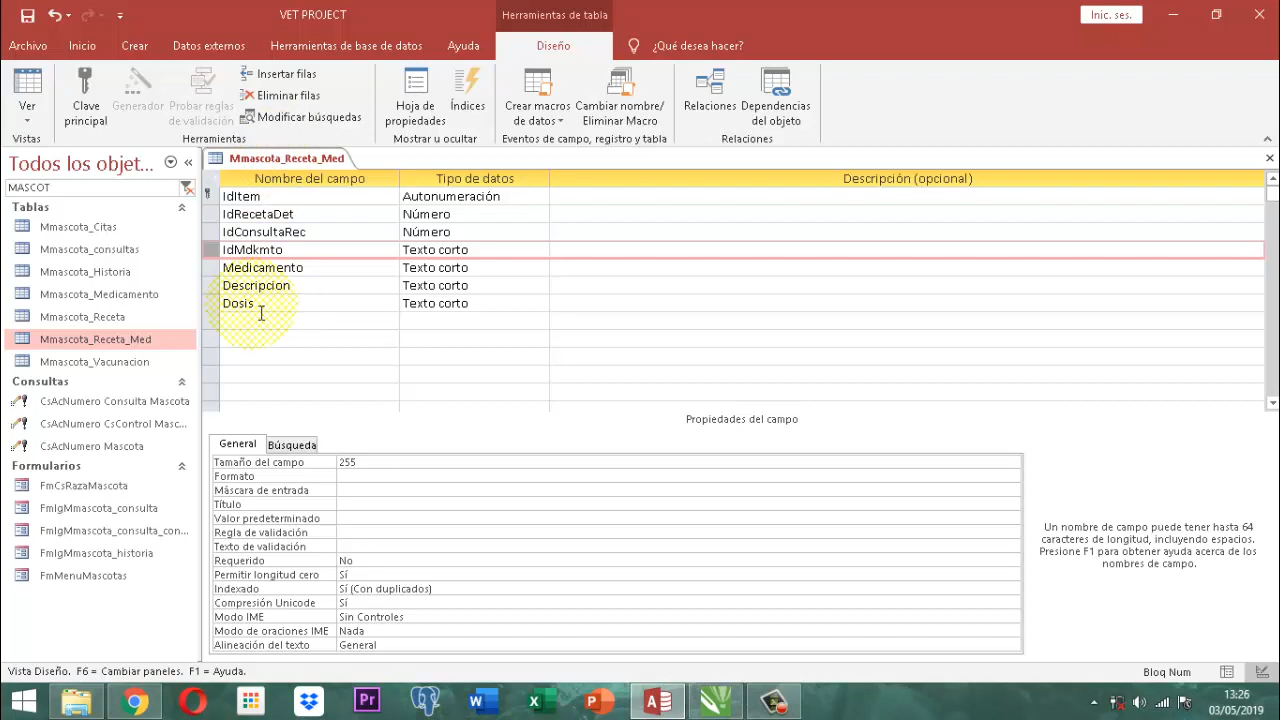 VET PROJECT
Herramientas de tabla
Inic. ses.
Archivo Inicio Crear Datos externos Herramientas de base de datos Ayuda Diseño ¿Qué desea hacer?
Ver
Clave principal
Generador
Probar reglas de validación
Insertar filas
Eliminar filas
Modificar búsquedas
Hoja de propiedades
Índices
Crear macros de datos
Cambiar nombre/ Eliminar Macro
Relaciones
Dependencias del objeto
Vistas Herramientas Mostrar u ocultar Eventos de campo, registro y tabla Relaciones
Todos los objet...
MASCOT
Tablas
Mmascota_Citas
Mmascota_consultas
Mmascota_Historia
Mmascota_Medicamento
Mmascota_Receta
Mmascota_Receta_Med
Mmascota_Vacunacion
Consultas
CsAcNumero Consulta Mascota
CsAcNumero CsControl Masc...
CsAcNumero Mascota
Formularios
FmCsRazaMascota
FmIgMmascota_consulta
FmIgMmascota_consulta_con...
FmIgMmascota_historia
FmMenuMascotas
Mmascota_Receta_Med
Nombre del campo Tipo de datos Descripción (opcional)
IdItem Autonumeración
IdRecetaDet Número
IdConsultaRec Número
IdMdkmto Texto corto
Medicamento Texto corto
Descripcion Texto corto
Dosis Texto corto
Propiedades del campo
General Búsqueda
Tamaño del campo 255
Formato
Máscara de entrada
Título
Valor predeterminado
Regla de validación
Texto de validación
Requerido No
Permitir longitud cero Sí
Indexado Sí (Con duplicados)
Compresión Unicode Sí
Modo IME Sin Controles
Modo de oraciones IME Nada
Alineación del texto General
Un nombre de campo puede tener hasta 64
caracteres de longitud, incluyendo espacios.
Presione F1 para obtener ayuda acerca de los
nombres de campo.
Vista Diseño. F6 = Cambiar paneles. F1 = Ayuda.
Bloq Num
Pr
13:26
03/05/2019